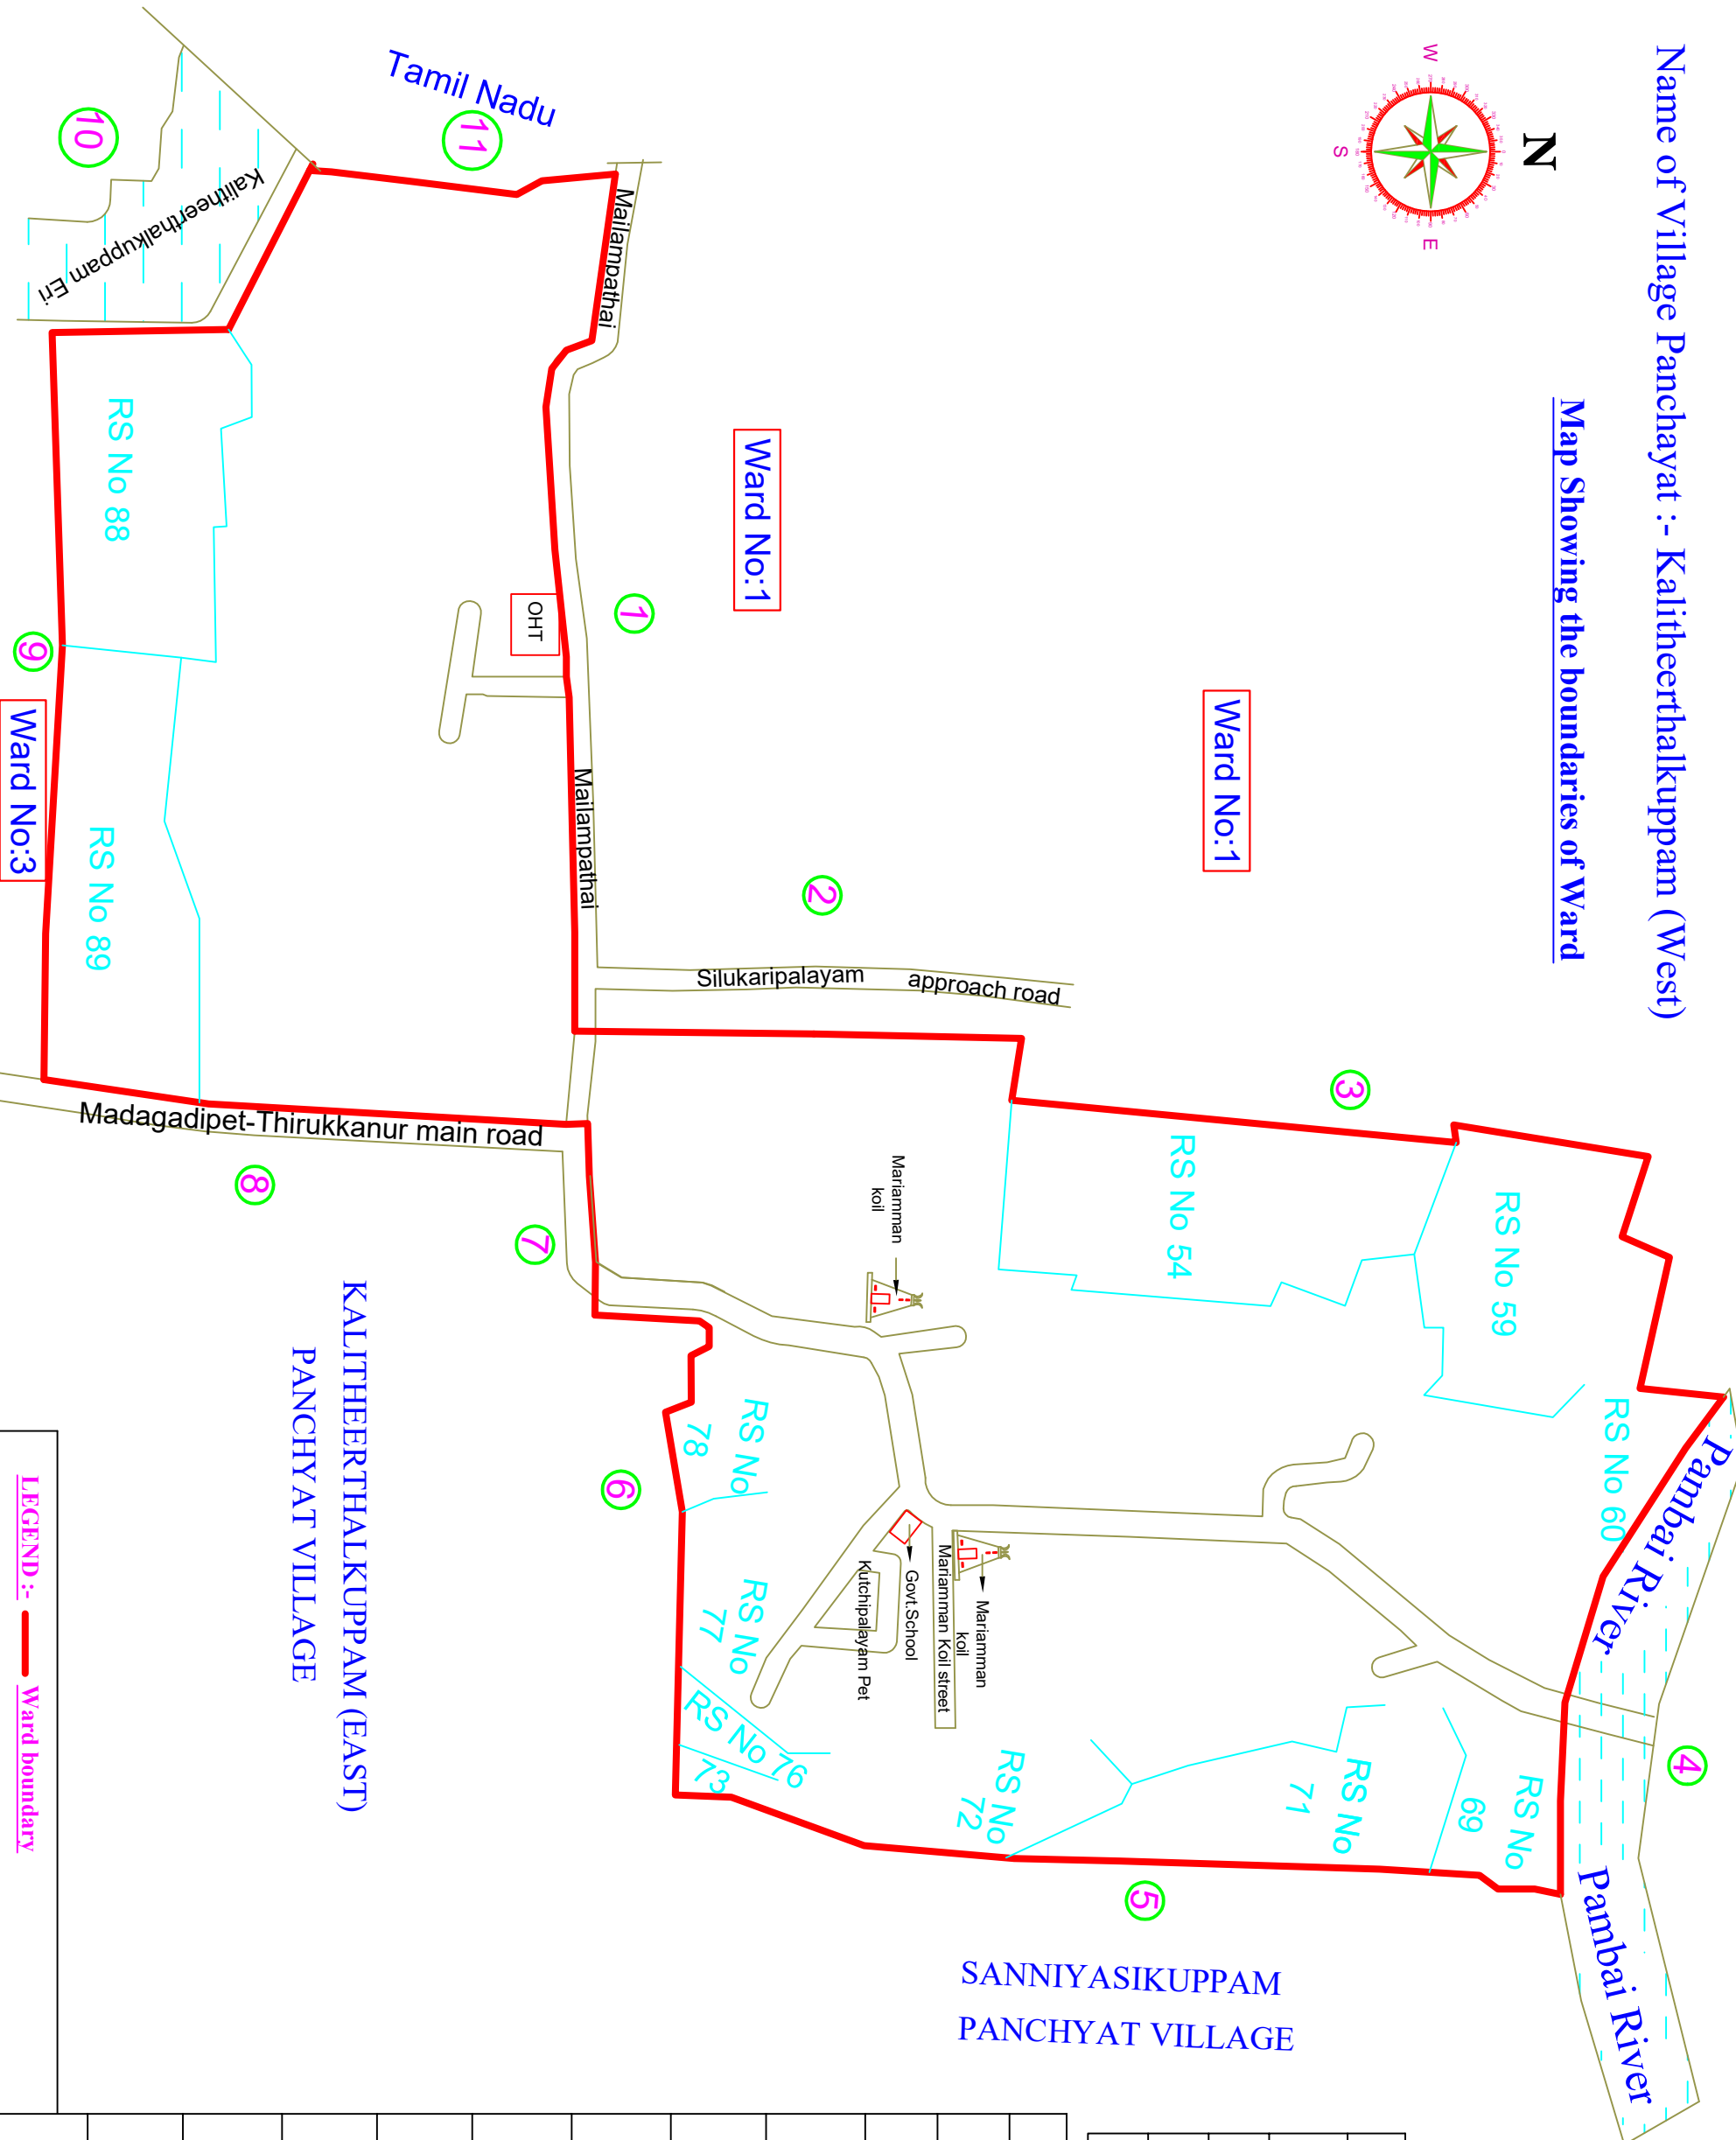 Name of Village Panchayat :- Kalitheerthalkuppam (West)
Map Showing the boundaries of Ward
N
W
E
S
Ward No:1
Ward No:1
Tamil Nadu
11
10
Kalitheerthalkuppam Eri
Mailampathai
1
OHT
2
Mailampathai
Silukaripalayam approach road
3
RS No 88
RS No 89
9
Ward No:3
Madagadipet-Thirukkanur main road
8
7
Mariamman
koil
RS No 54
RS No 59
RS No 60
Pambai River
4
Pambai River
RS No
78
6
RS No
77
RS No 76
73
Mariamman
koil
Mariamman Koil street
Govt.School
Kutchipalayam Pet
RS No
72
RS No
71
RS No
69
5
KALITHEERTHALKUPPAM (EAST)
PANCHYAT VILLAGE
SANNIYASIKUPPAM
PANCHYAT VILLAGE
LEGEND :- Ward boundary